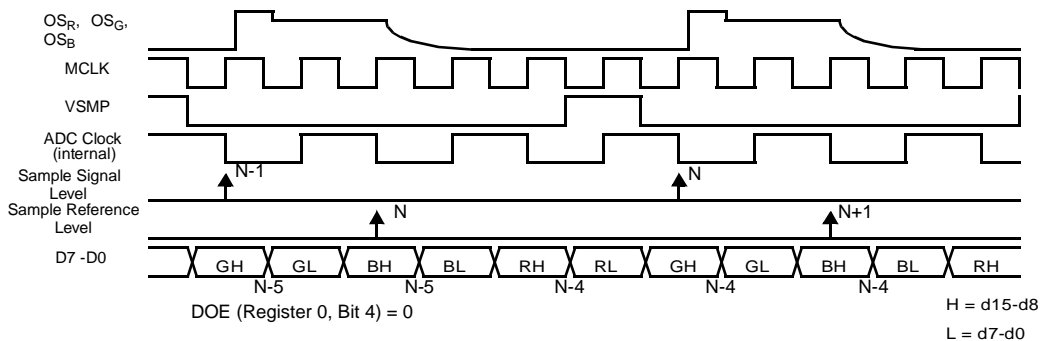 OSR, OSG,
OSB
MCLK
VSMP
ADC Clock
(internal)
Sample Signal
Level
N-1
N
Sample Reference
Level
N
N+1
D7 -D0
GH GL BH BL RH RL GH GL BH BL RH
N-5 N-5 N-4 N-4 N-4
DOE (Register 0, Bit 4) = 0
H = d15-d8
L = d7-d0